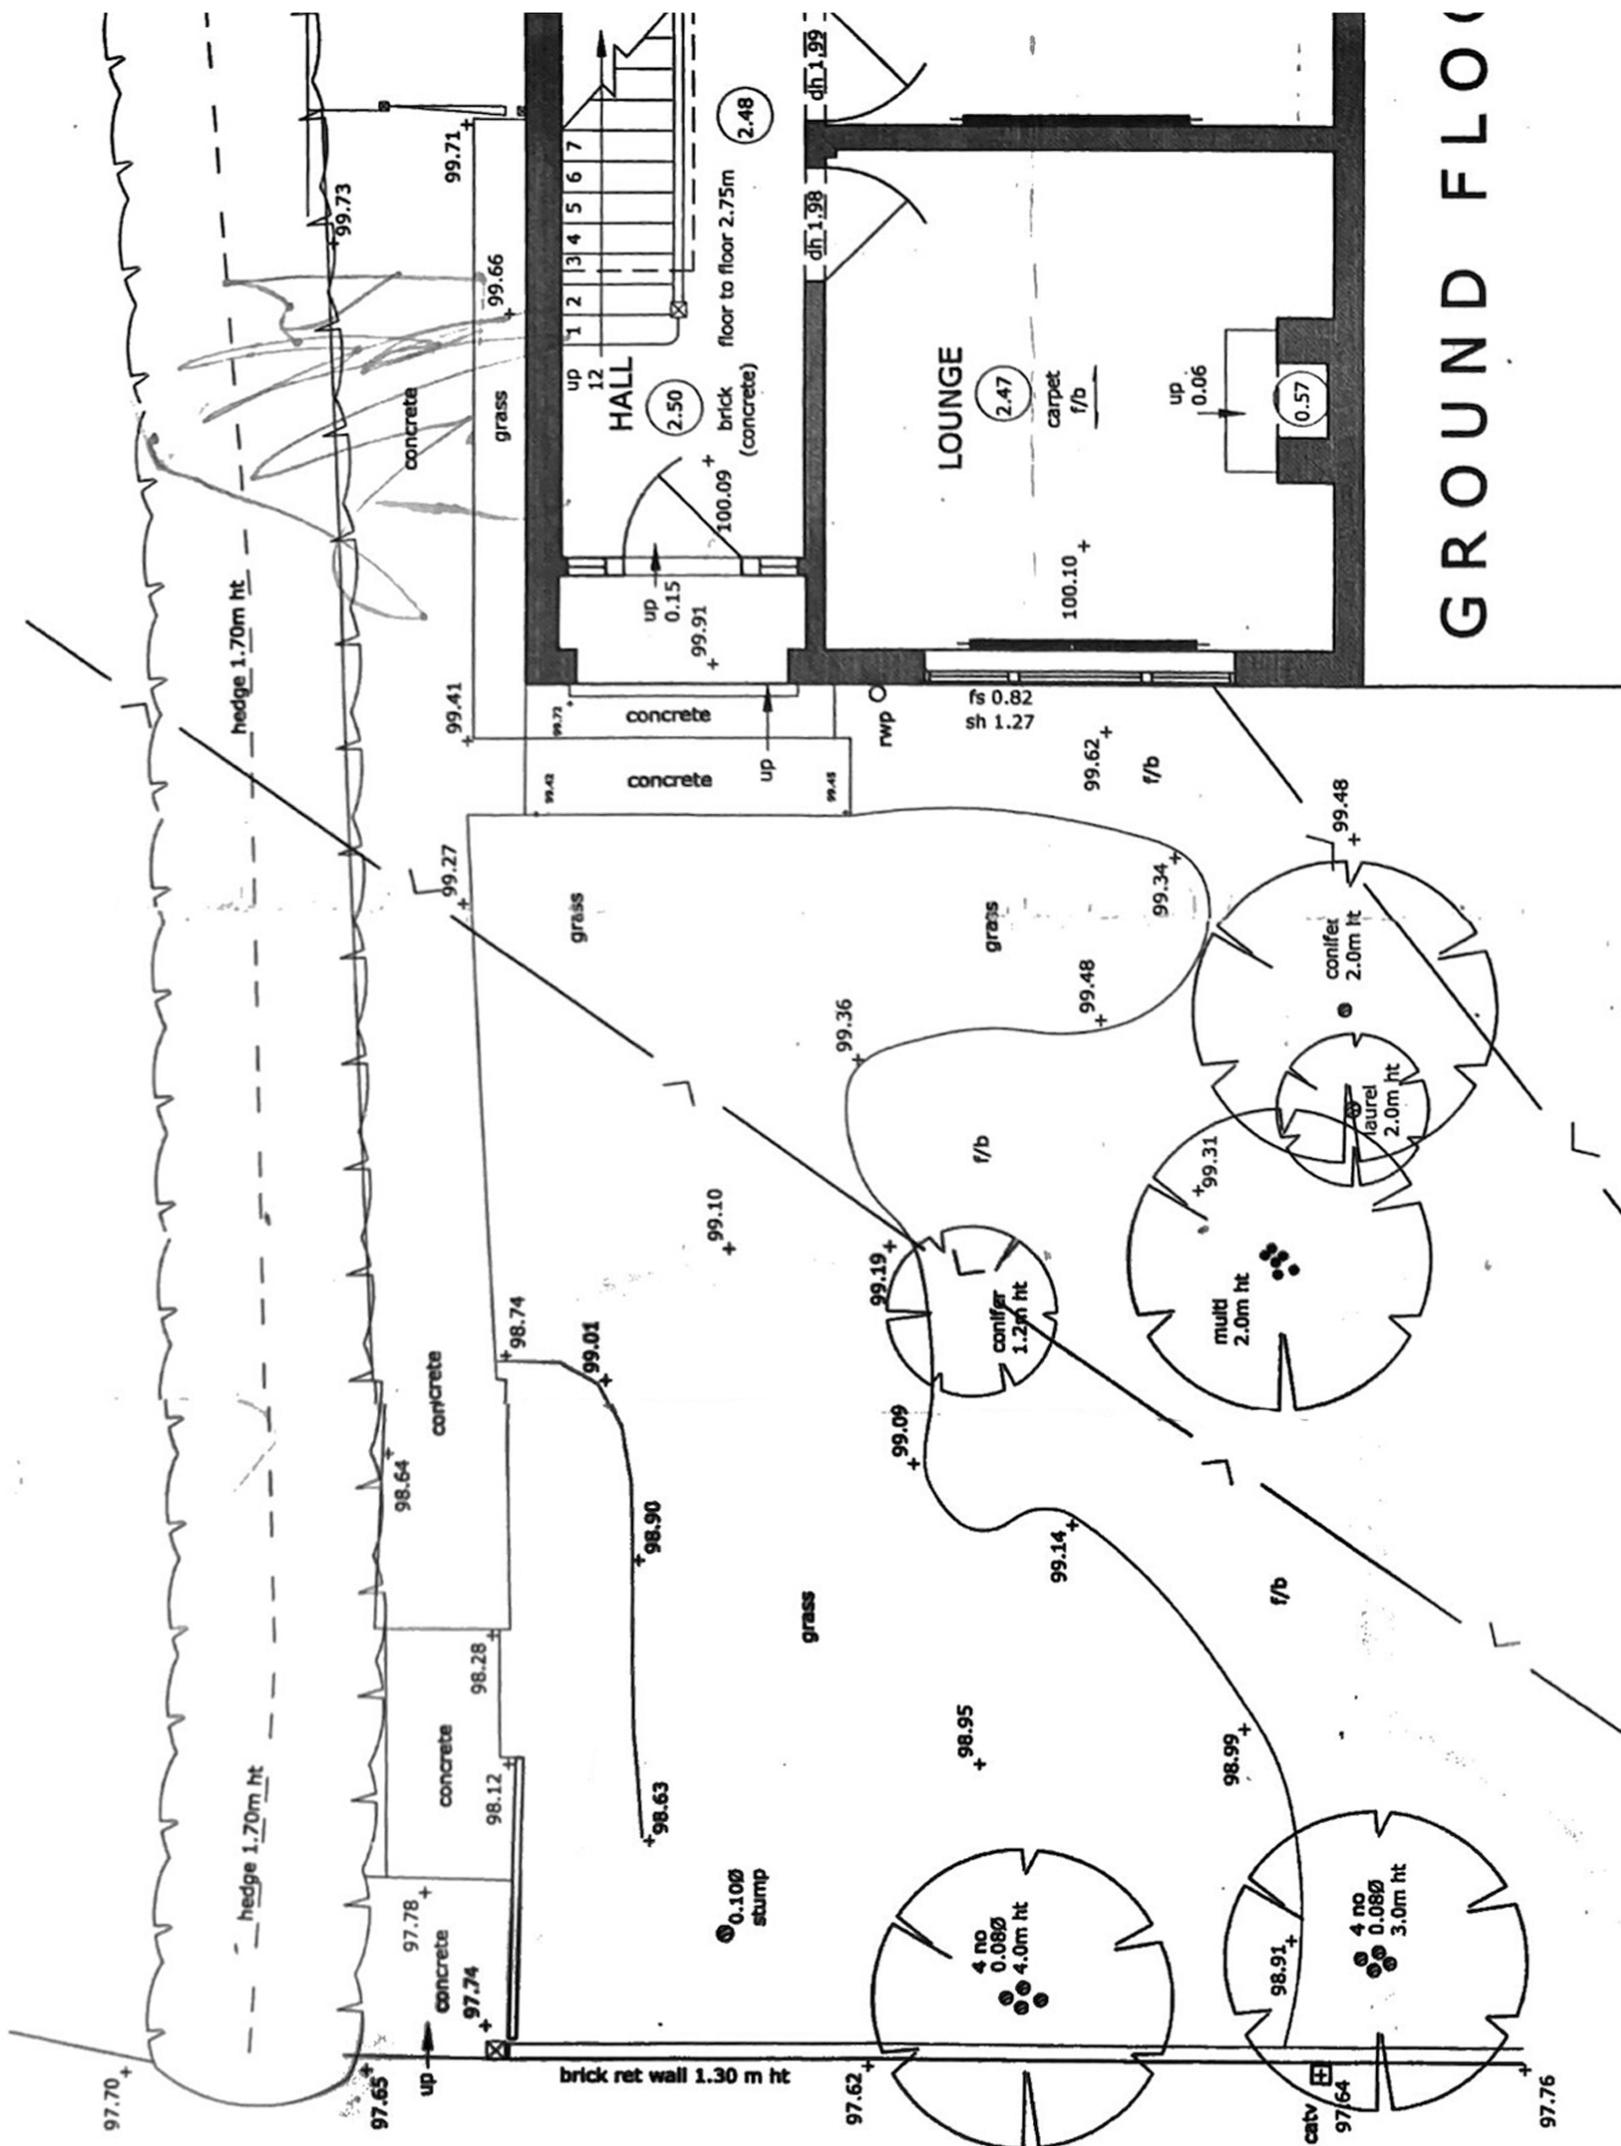 GROUND FLOO
7
6
5
4
3
2
1
up
12
HALL
2.48
floor to floor 2.75m
2.50
brick
(concrete)
dh 1.99
dh 1.98
LOUNGE
2.47
carpet
f/b
up
0.06
0.57
100.09
up
0.15
99.91
100.10
99.71
99.73
99.66
concrete
grass
hedge 1.70m ht
99.41
99.72
concrete
99.42
concrete
99.45
up
rwp
fs 0.82
sh 1.27
99.62
f/b
99.48
99.27
grass
grass
99.34
99.48
99.36
conifer
2.0m ht
laurel
2.0m ht
f/b
99.31
99.10
99.19
conifer
1.2m ht
multi
2.0m ht
98.74
99.01
concrete
98.64
99.09
98.90
99.14
f/b
grass
98.28
concrete
98.12
hedge 1.70m ht
98.63
98.95
98.99
0.10Ø
stump
4 no
0.08Ø
4.0m ht
4 no
0.08Ø
3.0m ht
98.91
97.78
concrete
97.74
97.70
97.65
up
brick ret wall 1.30 m ht
97.62
catv
97.64
97.76